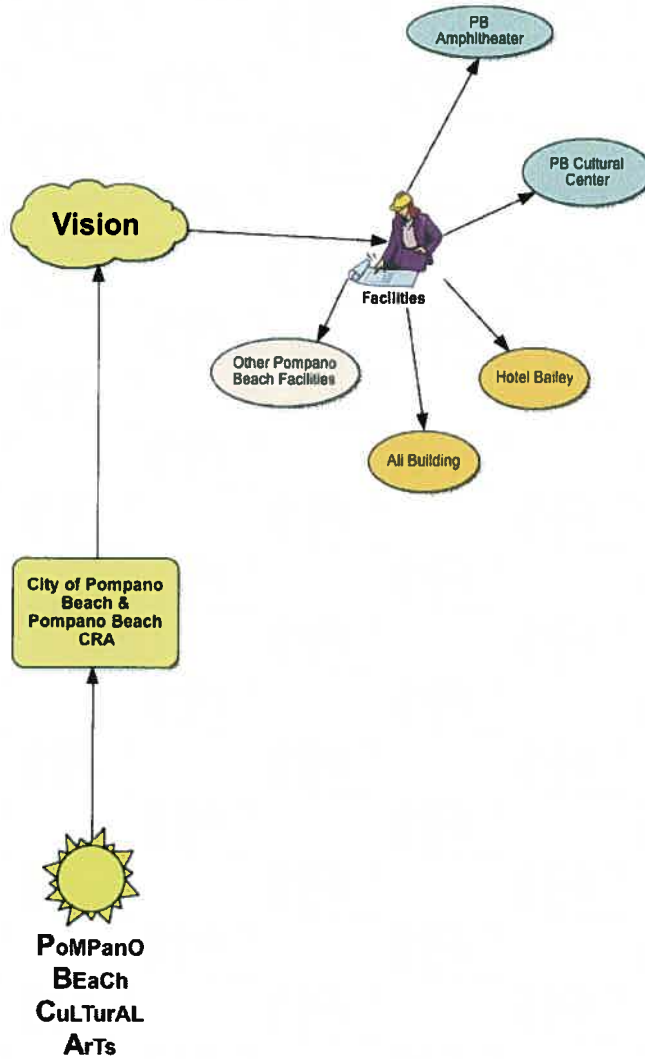 PB
Amphitheater
PB Cultural
Center
Vision
Facilities
Other Pompano
Beach Facilities
Hotel Bailey
Ali Building
City of Pompano
Beach &
Pompano Beach
CRA
PoMPanO
BEaCh
CuLTurAL
ArTs